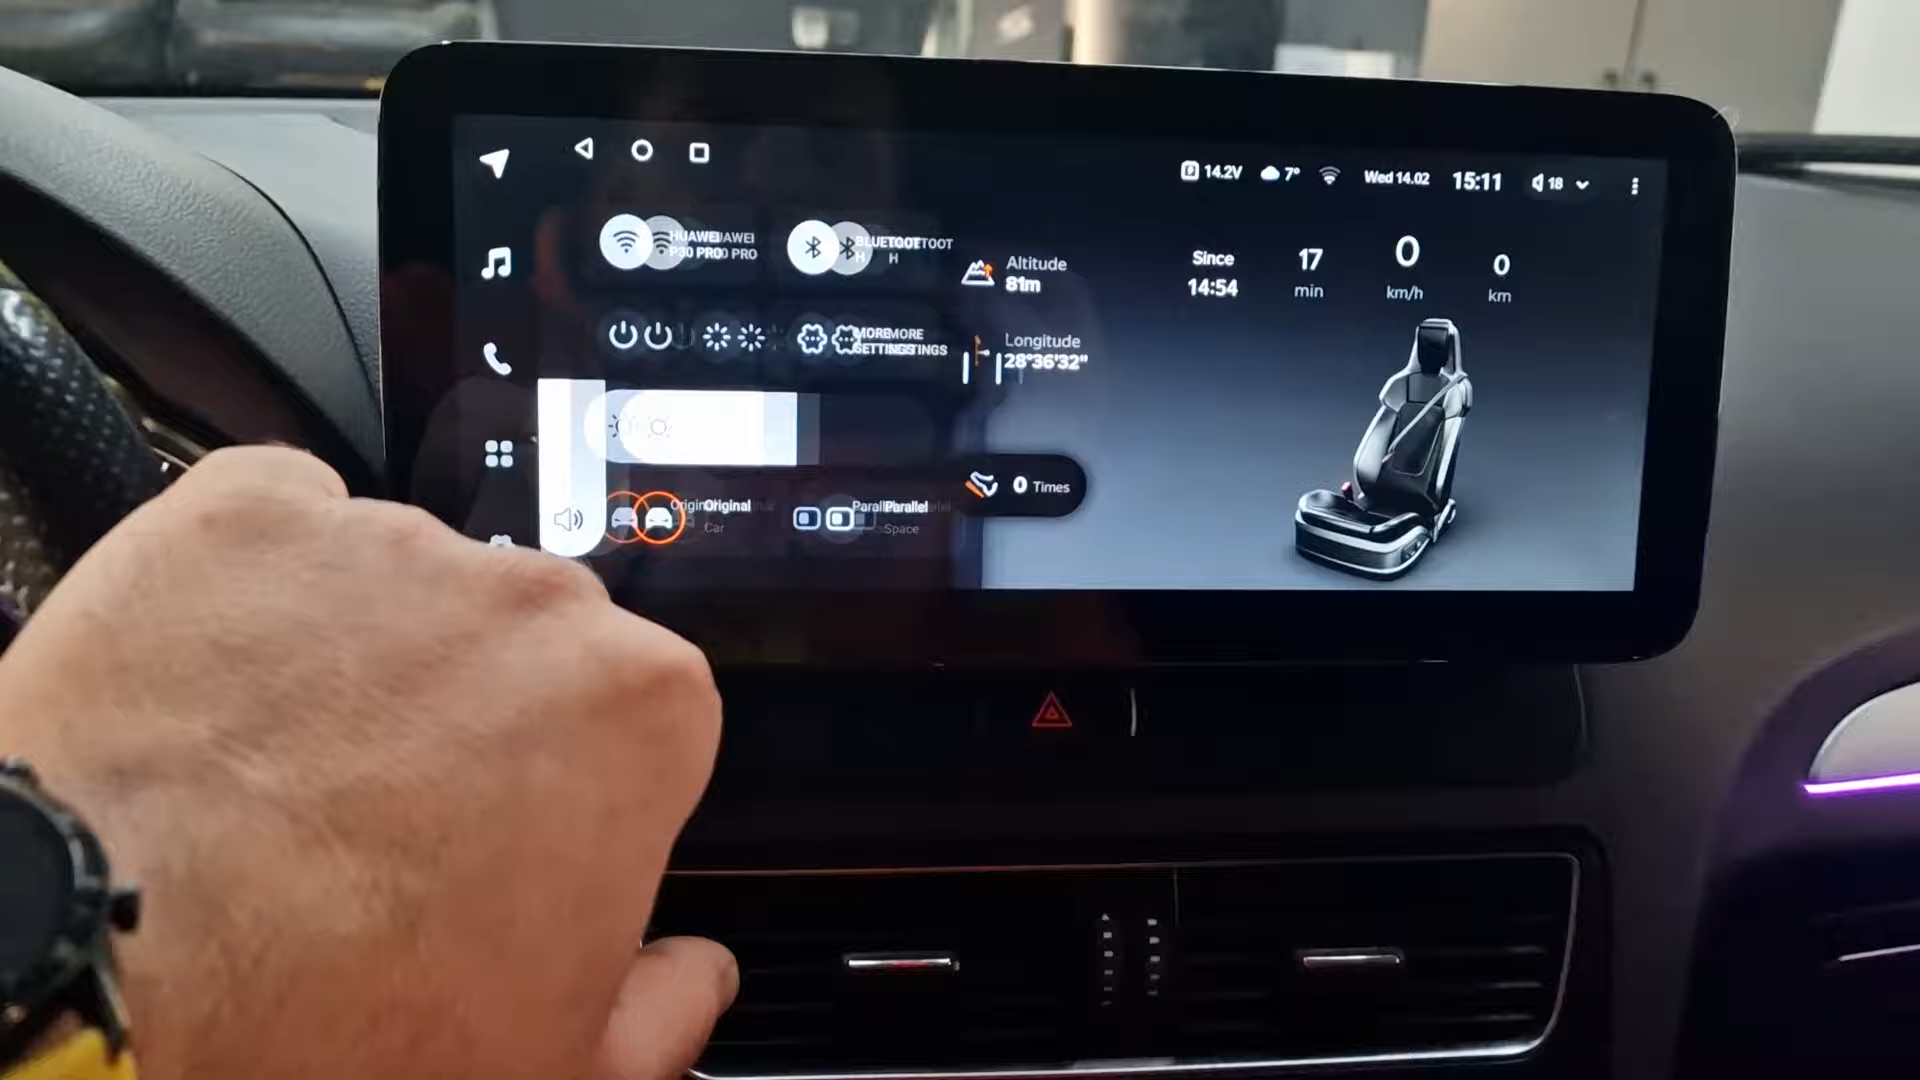 14.2V
7°
Wed 14.02
15:11
18
HUAWEI
P30 PRO
BLUETOOT
H
Altitude
81m
Since
14:54
17
min
0
km/h
0
km
MORE
SETTINGS
Longitude
28°36'32"
Original
Car
Parallel
Space
0 Times